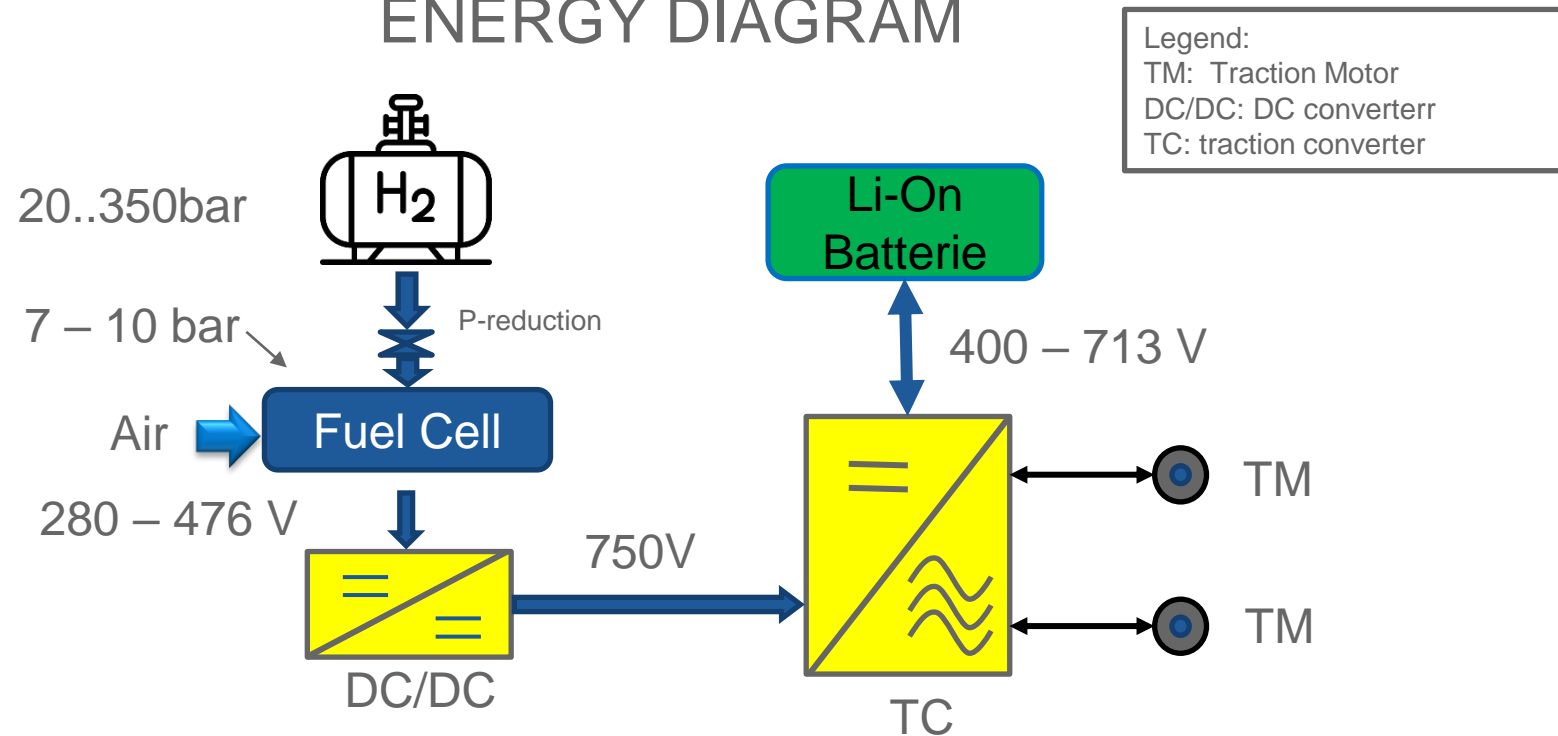 ENERGY DIAGRAM
Legend:
TM: Traction Motor
DC/DC: DC converterr
TC: traction converter
20..350bar
H2
Li-On
Batterie
7 – 10 bar
P-reduction
400 – 713 V
Air
Fuel Cell
280 – 476 V
750V
TM
TM
DC/DC
TC